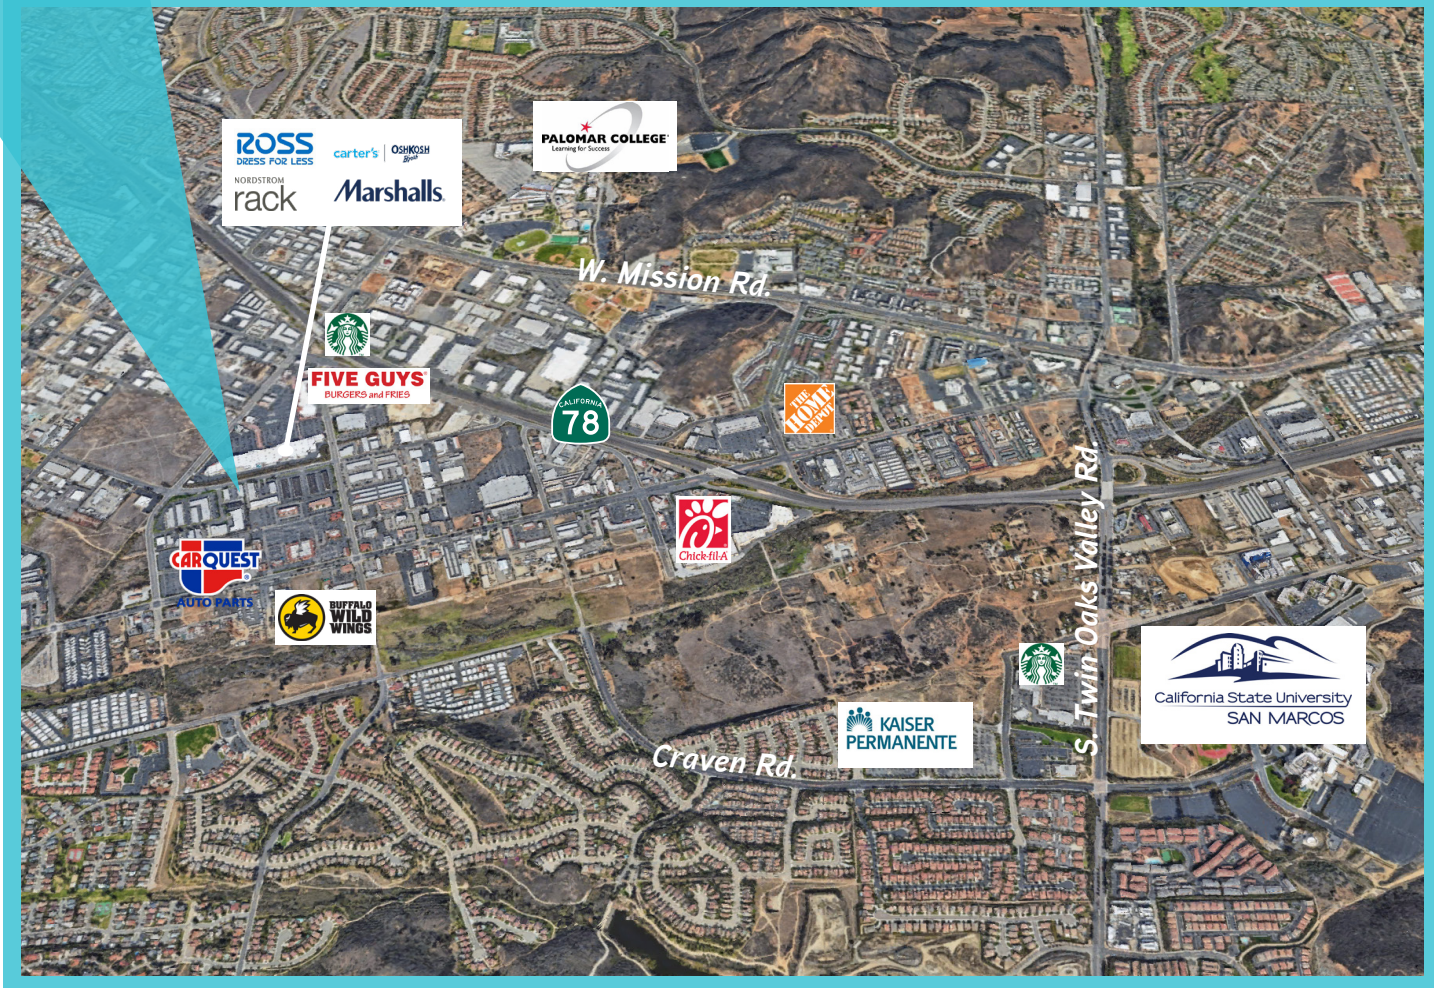 ROSS
DRESS FOR LESS
carter's
OSHKOSH
B'gosh
NORDSTROM
rack
Marshalls
PALOMAR COLLEGE
Learning for Success
W. Mission Rd.
FIVE GUYS
BURGERS and FRIES
CALIFORNIA
78
THE
HOME
DEPOT
Chick-fil-A
CARQUEST
AUTO PARTS
BUFFALO
WILD
WINGS
S. Twin Oaks Valley Rd.
California State University
SAN MARCOS
KAISER
PERMANENTE
Craven Rd.